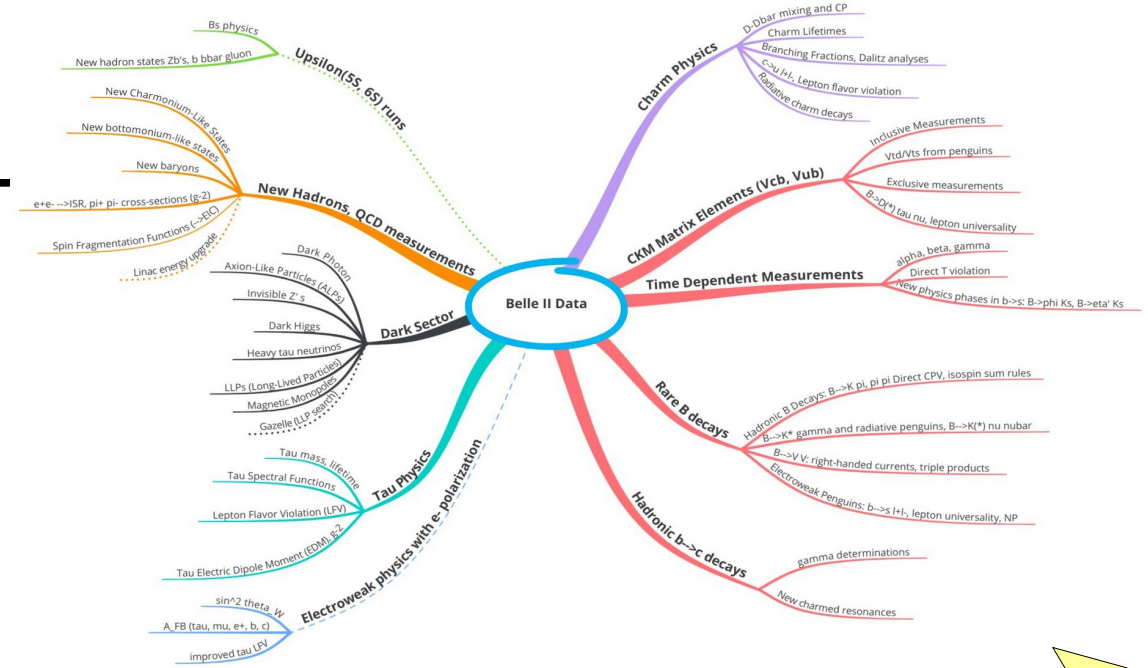 Belle II Data
Upsilon(5S, 6S) runs
Bs physics
New hadron states Zb's, b bbar gluon
New Hadrons, QCD measurements
New Charmonium-Like States
New bottomonium-like states
New baryons
e+e- -->ISR, pi+ pi- cross-sections (g-2)
Spin Fragmentation Functions (-->EIC)
Linac energy upgrade
Dark Sector
Dark Photon
Axion-Like Particles (ALPs)
Invisible Z' s
Dark Higgs
Heavy tau neutrinos
LLPs (Long-Lived Particles)
Magnetic Monopoles
Gazelle (LLP search)
Tau Physics
Tau mass, lifetime
Tau Spectral Functions
Lepton Flavor Violation (LFV)
Tau Electric Dipole Moment (EDM), g-2
Electroweak physics with e- polarization
sin^2 theta_W
A_FB (tau, mu, e+, b, c)
improved tau LFV
Charm Physics
D-Dbar mixing and CP
Charm Lifetimes
Branching Fractions, Dalitz analyses
c->u l+l-, Lepton flavor violation
Radiative charm decays
CKM Matrix Elements (Vcb, Vub)
Inclusive Measurements
Vtd/Vts from penguins
Exclusive measurements
B->D(*) tau nu, lepton universality
Time Dependent Measurements
alpha, beta, gamma
Direct T violation
New physics phases in b->s: B->phi Ks, B->eta' Ks
Rare B decays
Hadronic B Decays: B-->K pi, pi pi Direct CPV, isospin sum rules
B-->K* gamma and radiative penguins, B-->K(*) nu nubar
B-->V V: right-handed currents, triple products
Electroweak Penguins: b-->s l+l-, lepton universality, NP
Hadronic b-->c decays
gamma determinations
New charmed resonances